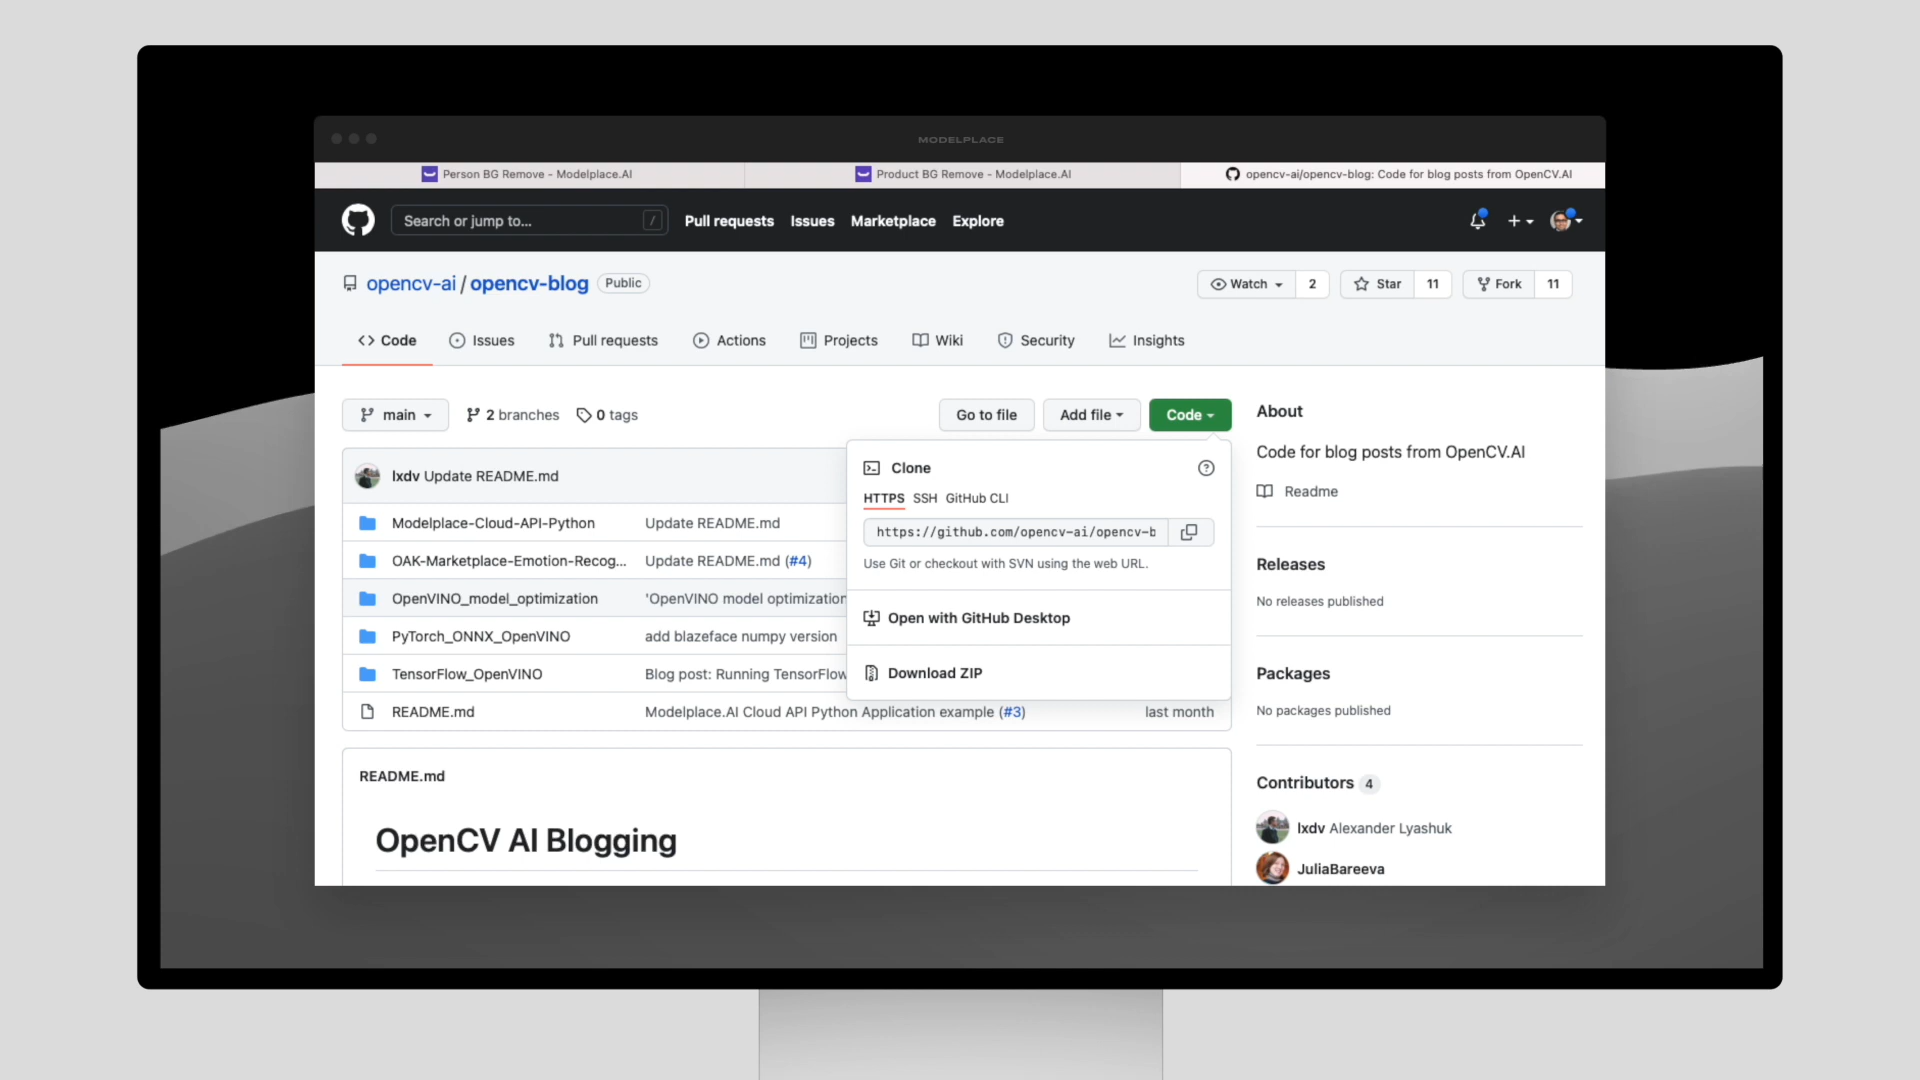 MODELPLACE
Person BG Remove - Modelplace.AI
Product BG Remove - Modelplace.AI
opencv-ai/opencv-blog: Code for blog posts from OpenCV.AI
Search or jump to... /
Pull requests Issues Marketplace Explore
opencv-ai / opencv-blog Public
Watch 2 Star 11 Fork 11
Code Issues Pull requests Actions Projects Wiki Security Insights
main 2 branches 0 tags
Go to file Add file Code
lxdv Update README.md
Modelplace-Cloud-API-Python Update README.md
OAK-Marketplace-Emotion-Recog... Update README.md (#4)
OpenVINO_model_optimization 'OpenVINO model optimization
PyTorch_ONNX_OpenVINO add blazeface numpy version
TensorFlow_OpenVINO Blog post: Running TensorFlow
README.md Modelplace.AI Cloud API Python Application example (#3) last month
Clone ?
HTTPS SSH GitHub CLI
https://github.com/opencv-ai/opencv-b
Use Git or checkout with SVN using the web URL.
Open with GitHub Desktop
Download ZIP
README.md
OpenCV AI Blogging
About
Code for blog posts from OpenCV.AI
Readme
Releases
No releases published
Packages
No packages published
Contributors 4
lxdv Alexander Lyashuk
JuliaBareeva